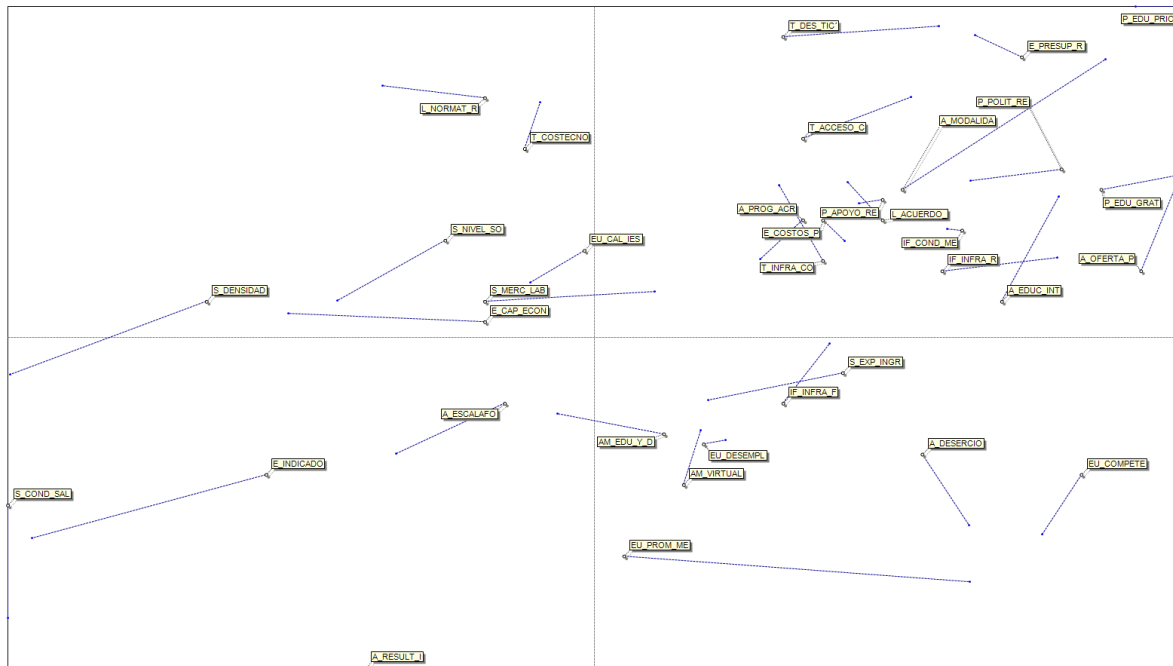 P_EDU_PRIC
T_DES_TIC
E_PRESUP_R
L_NORMAT_R
P_POLIT_RE
A_MODALIDA
T_ACCESO_C
T_COSTECNO
P_EDU_GRAT
A_PROG_ACR
P_APOYO_RE
L_ACUERDO_
S_NIVEL_SO
E_COSTOS_P
EU_CAL_IES
IF_COND_ME
IF_INFRA_R
A_OFERTA_P
T_INFRA_CO
S_DENSIDAD
S_MERC_LAB
A_EDUC_INT
E_CAP_ECON
S_EXP_INGR
IF_INFRA_F
A_ESCALAFO
AM_EDU_Y_D
A_DESERCIO
EU_DESEMPL
E_INDICADO
EU_COMPETE
AM_VIRTUAL
S_COND_SAL
EU_PROM_ME
A_RESULT_I